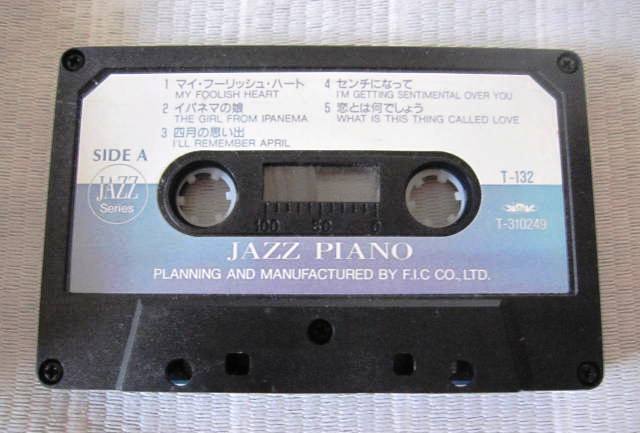 1 マイ・フーリッシュ・ハート
MY FOOLISH HEART
2 イパネマの娘
THE GIRL FROM IPANEMA
3 四月の思い出
I'LL REMEMBER APRIL
4 センチになって
I'M GETTING SENTIMENTAL OVER YOU
5 恋とは何でしょう
WHAT IS THIS THING CALLED LOVE
SIDE A
JAZZ
Series
T-132
T-310249
100 50 0
JAZZ PIANO
PLANNING AND MANUFACTURED BY F.I.C CO., LTD.